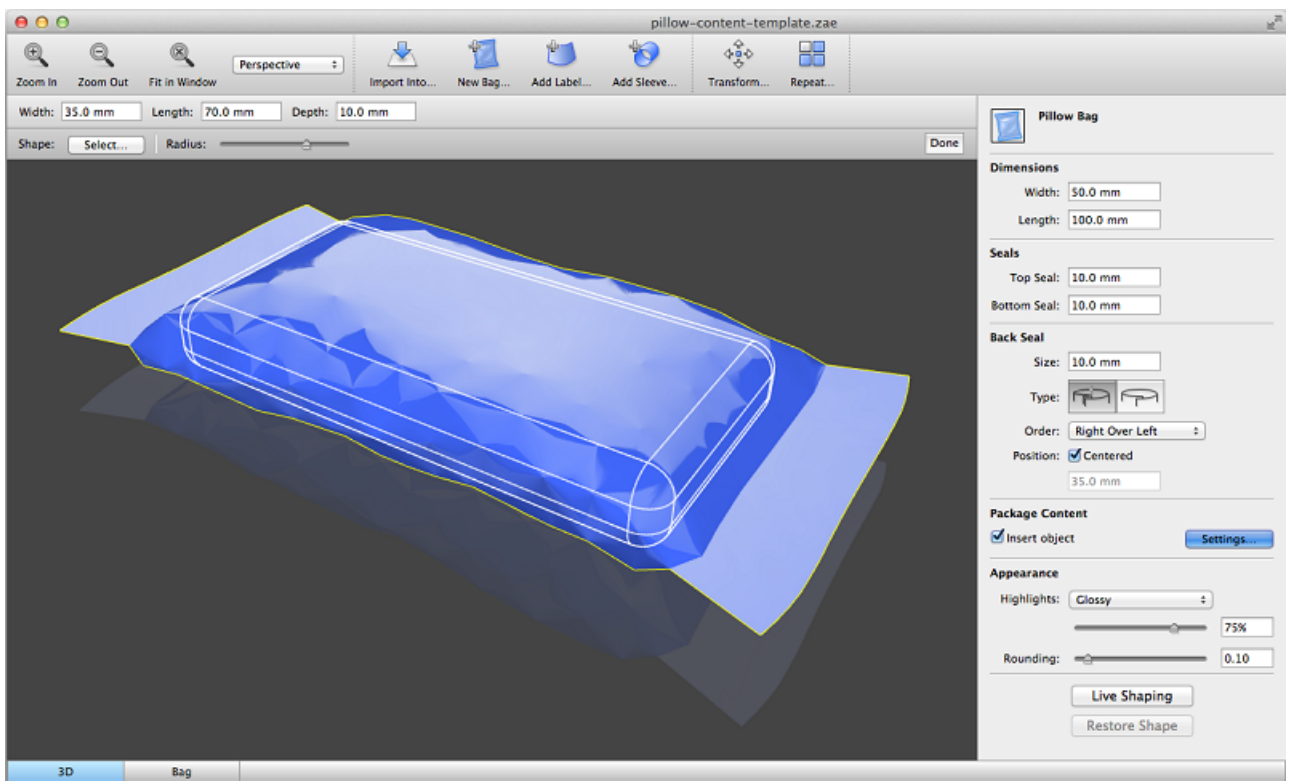 pillow-content-template.zae
Perspective
Zoom In Zoom Out Fit in Window Import Into... New Bag... Add Label... Add Sleeve... Transform... Repeat...
Width: 35.0 mm Length: 70.0 mm Depth: 10.0 mm
Shape: Select... Radius: Done
Pillow Bag
Dimensions
Width: 50.0 mm
Length: 100.0 mm
Seals
Top Seal: 10.0 mm
Bottom Seal: 10.0 mm
Back Seal
Size: 10.0 mm
Type:
Order: Right Over Left
Position: Centered
35.0 mm
Package Content
Insert object Settings...
Appearance
Highlights: Glossy
75%
Rounding: 0.10
Live Shaping
Restore Shape
3D Bag